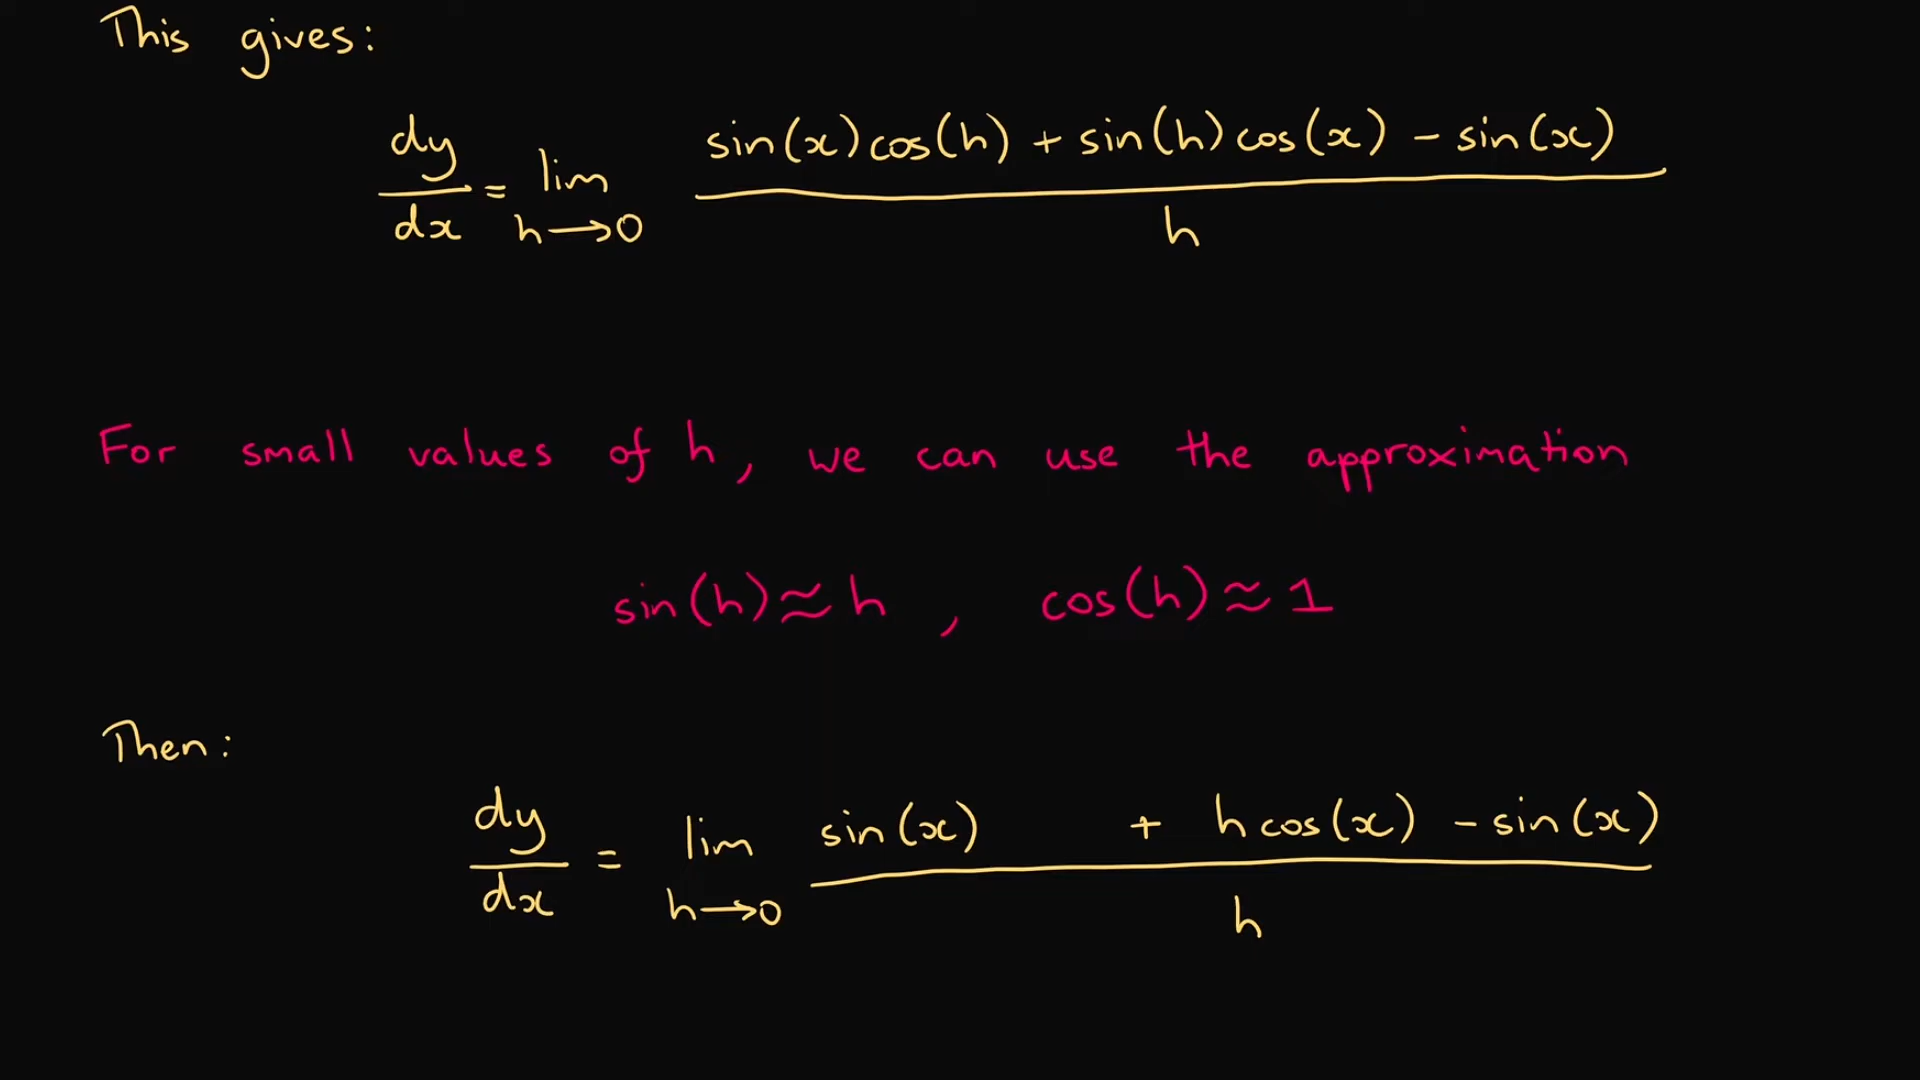 This gives:
dy/dx = lim h→0 (sin(x)cos(h) + sin(h)cos(x) - sin(x))/h
For small values of h, we can use the approximation
sin(h)≈h , cos(h)≈1
Then:
dy/dx = lim h→0 (sin(x) + hcos(x) - sin(x))/h